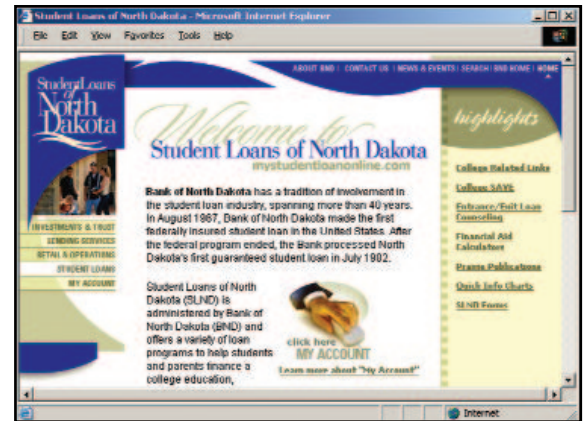 Student Loans of North Dakota - Microsoft Internet Explorer
File Edit View Favorites Tools Help
ABOUT BND | CONTACT US | NEWS & EVENTS | SEARCH | BND HOME | HOME
Student Loans
of
North
Dakota
INVESTMENTS & TRUST
LENDING SERVICES
RETAIL & OPERATIONS
STUDENT LOANS
MY ACCOUNT
Welcome to
Student Loans of North Dakota
mystudentloanonline.com
Bank of North Dakota has a tradition of involvement in
the student loan industry, spanning more than 40 years.
In August 1967, Bank of North Dakota made the first
federally insured student loan in the United States. After
the federal program ended, the Bank processed North
Dakota's first guaranteed student loan in July 1982.
Student Loans of North
Dakota (SLND) is
administered by Bank of
North Dakota (BND) and
offers a variety of loan
programs to help students
and parents finance a
college education,
click here
MY ACCOUNT
Learn more about "My Account"
highlights
College Related Links
College SAVE
Entrance/Exit Loan
Counseling
Financial Aid
Calculators
Publications
Quick Info Charts
SLND Forms
Internet